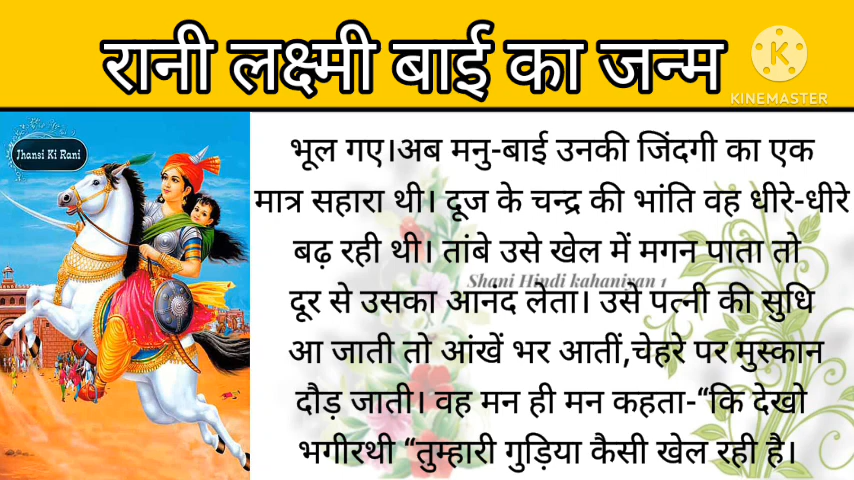 रानी लक्ष्मी बाई का जन्म
KINEMASTER
Jhansi Ki Rani
भूल गए।अब मनु-बाई उनकी जिंदगी का एक
मात्र सहारा थी। दूज के चन्द्र की भांति वह धीरे-धीरे
बढ़ रही थी। तांबे उसे खेल में मगन पाता तो
Shani Hindi kahaniyan 1
दूर से उसका आनंद लेता। उसे पत्नी की सुधि
आ जाती तो आंखें भर आतीं,चेहरे पर मुस्कान
दौड़ जाती। वह मन ही मन कहता-“कि देखो
भगीरथी “तुम्हारी गुड़िया कैसी खेल रही है।